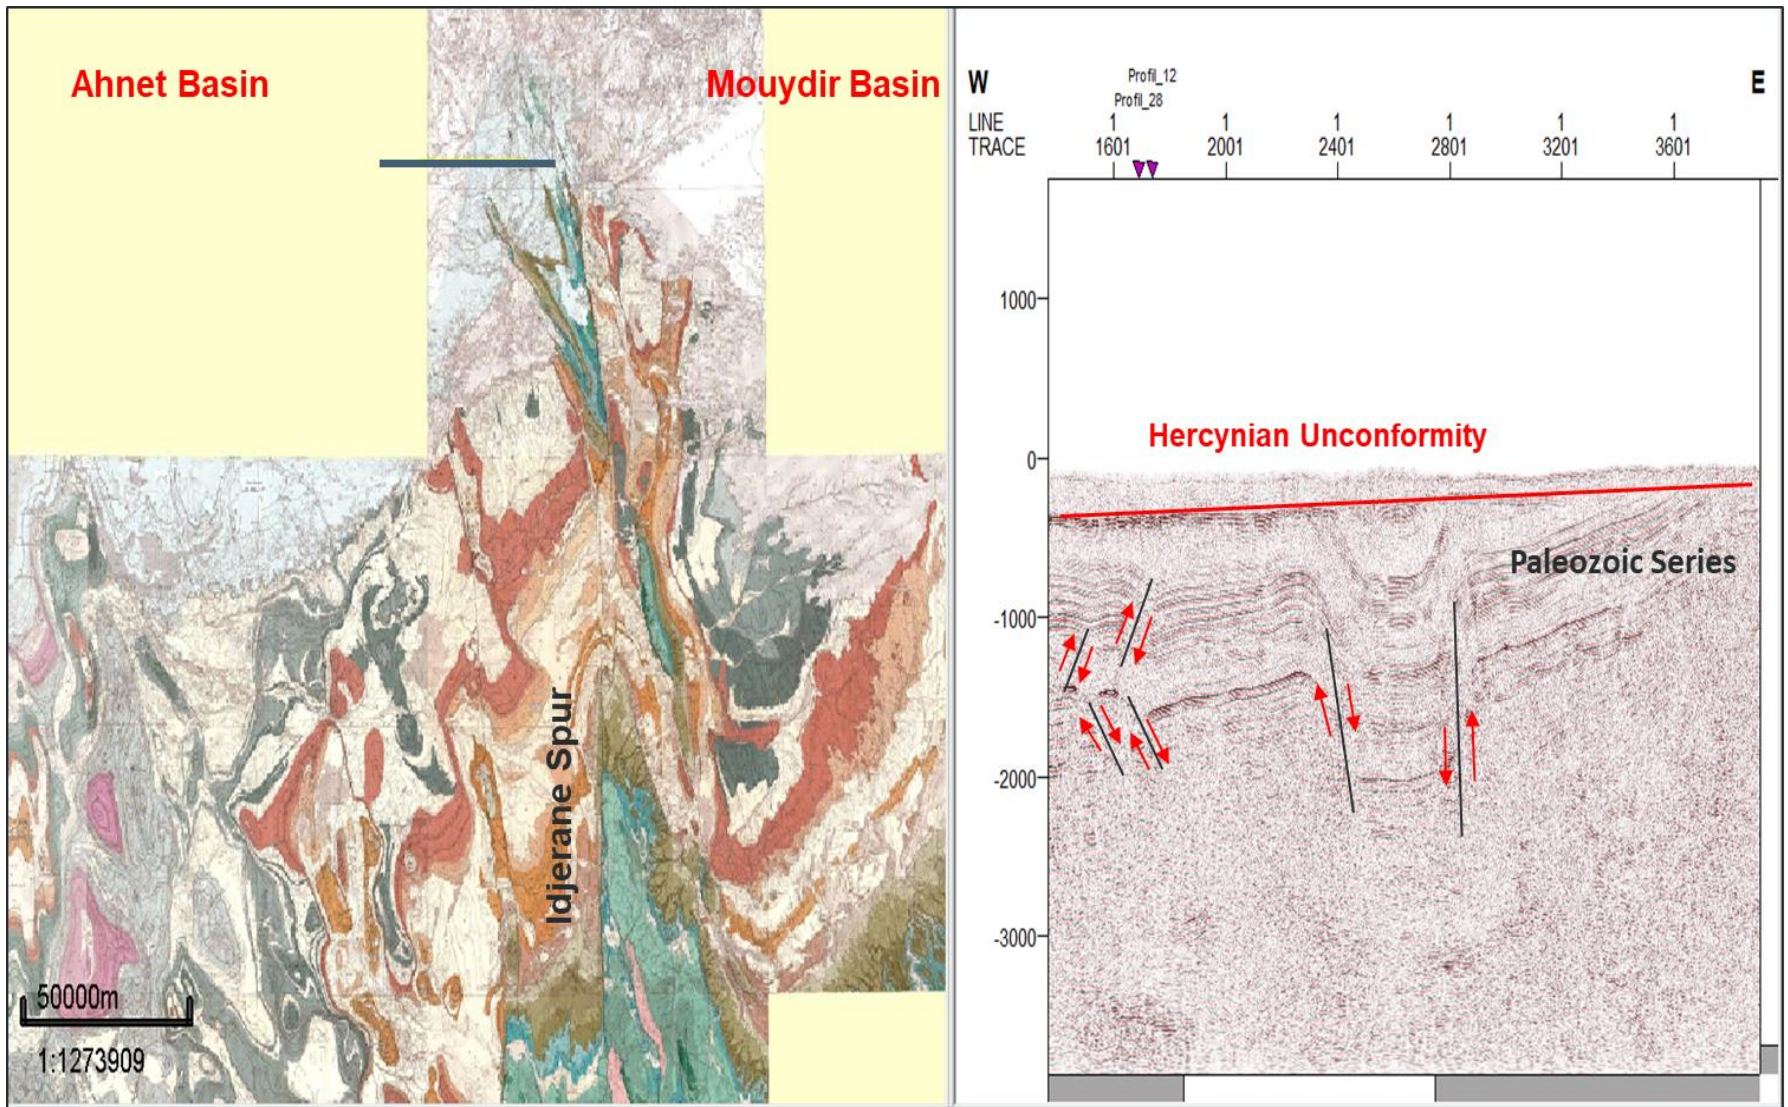 Ahnet Basin
Mouydir Basin
Idjerane Spur
50000m
1:1273909
W
E
Profil_12
Profil_28
LINE 1 1 1 1 1 1
TRACE 1601 2001 2401 2801 3201 3601
1000
Hercynian Unconformity
0
Paleozoic Series
-1000
-2000
-3000